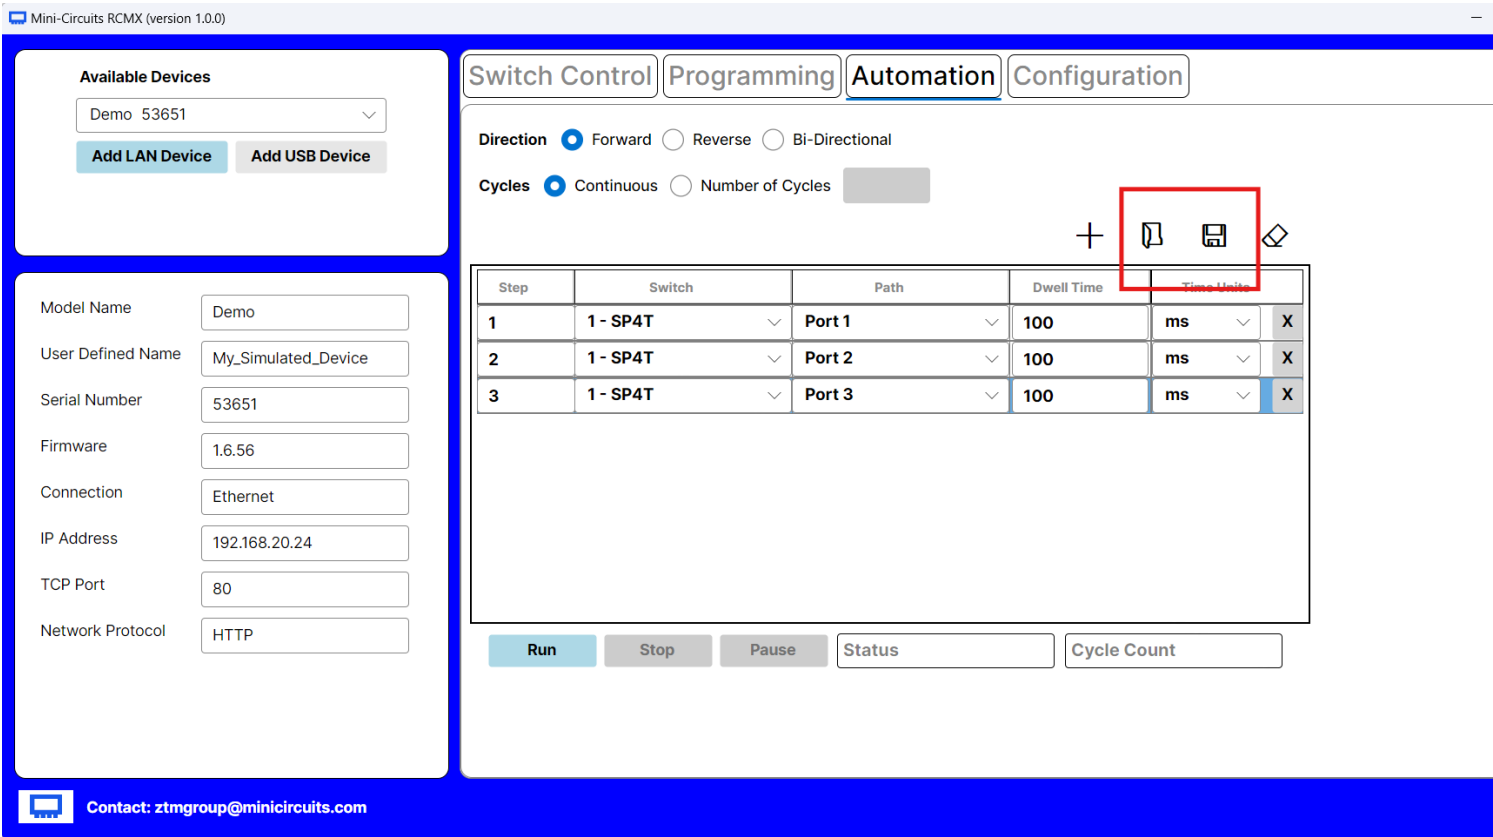 Mini-Circuits RCMX (version 1.0.0)
Available Devices
Demo 53651
Add LAN Device Add USB Device
Model Name Demo
User Defined Name My_Simulated_Device
Serial Number 53651
Firmware 1.6.56
Connection Ethernet
IP Address 192.168.20.24
TCP Port 80
Network Protocol HTTP
Switch Control Programming Automation Configuration
Direction Forward Reverse Bi-Directional
Cycles Continuous Number of Cycles
Step Switch Path Dwell Time Time Units
1 1 - SP4T Port 1 100 ms X
2 1 - SP4T Port 2 100 ms X
3 1 - SP4T Port 3 100 ms X
Run Stop Pause Status Cycle Count
Contact: ztmgroup@minicircuits.com